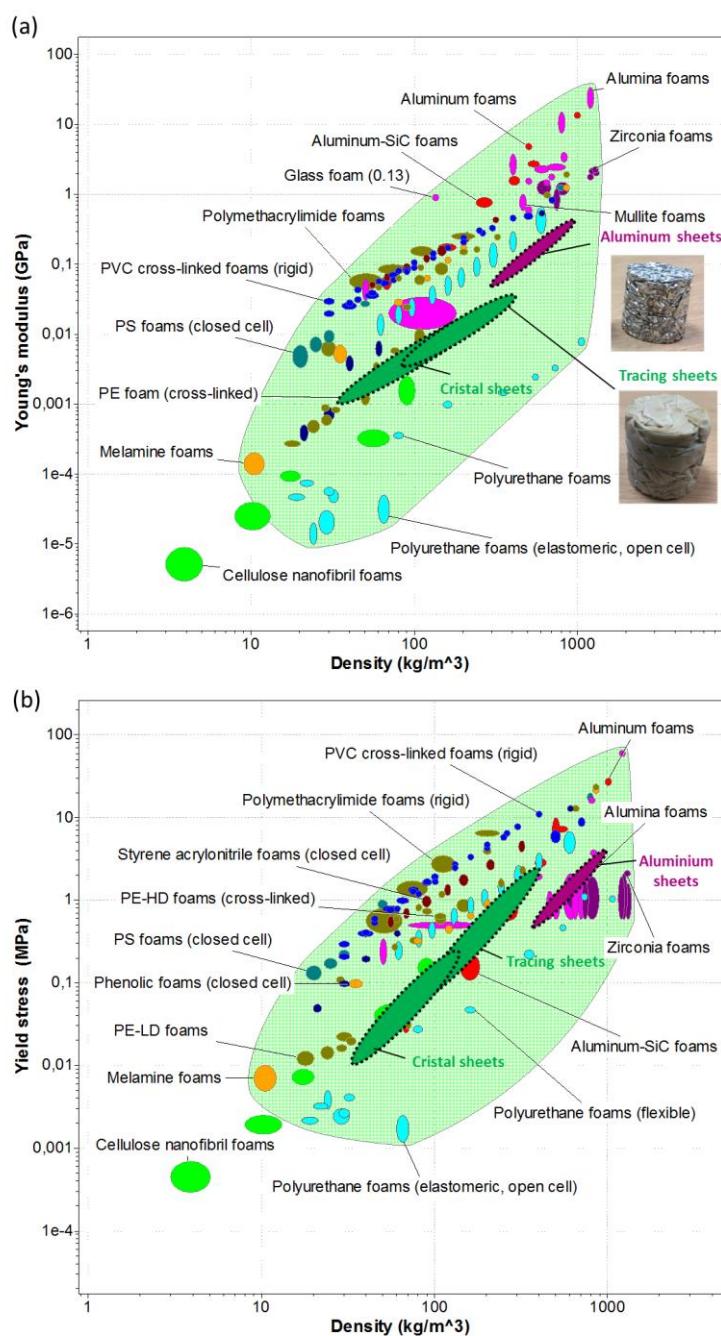 (a)
100
10
1
0,1
0,01
0,001
1e-4
1e-5
1e-6
Young's modulus (GPa)
Alumina foams
Aluminum foams
Aluminum-SiC foams
Zirconia foams
Glass foam (0.13)
Polymethacrylimide foams
Mullite foams
Aluminum sheets
PVC cross-linked foams (rigid)
PS foams (closed cell)
PE foam (cross-linked)
Cristal sheets
Tracing sheets
Melamine foams
Polyurethane foams
Polyurethane foams (elastomeric, open cell)
Cellulose nanofibril foams
1 10 100 1000
Density (kg/m^3)
(b)
100
10
1
0,1
0,01
0,001
1e-4
Yield stress (MPa)
Aluminum foams
PVC cross-linked foams (rigid)
Polymethacrylimide foams (rigid)
Alumina foams
Styrene acrylonitrile foams (closed cell)
Aluminium
sheets
PE-HD foams (cross-linked)
PS foams (closed cell)
Zirconia foams
Tracing sheets
Phenolic foams (closed cell)
PE-LD foams
Aluminum-SiC foams
Cristal sheets
Melamine foams
Polyurethane foams (flexible)
Cellulose nanofibril foams
Polyurethane foams (elastomeric, open cell)
1 10 100 1000
Density (kg/m^3)